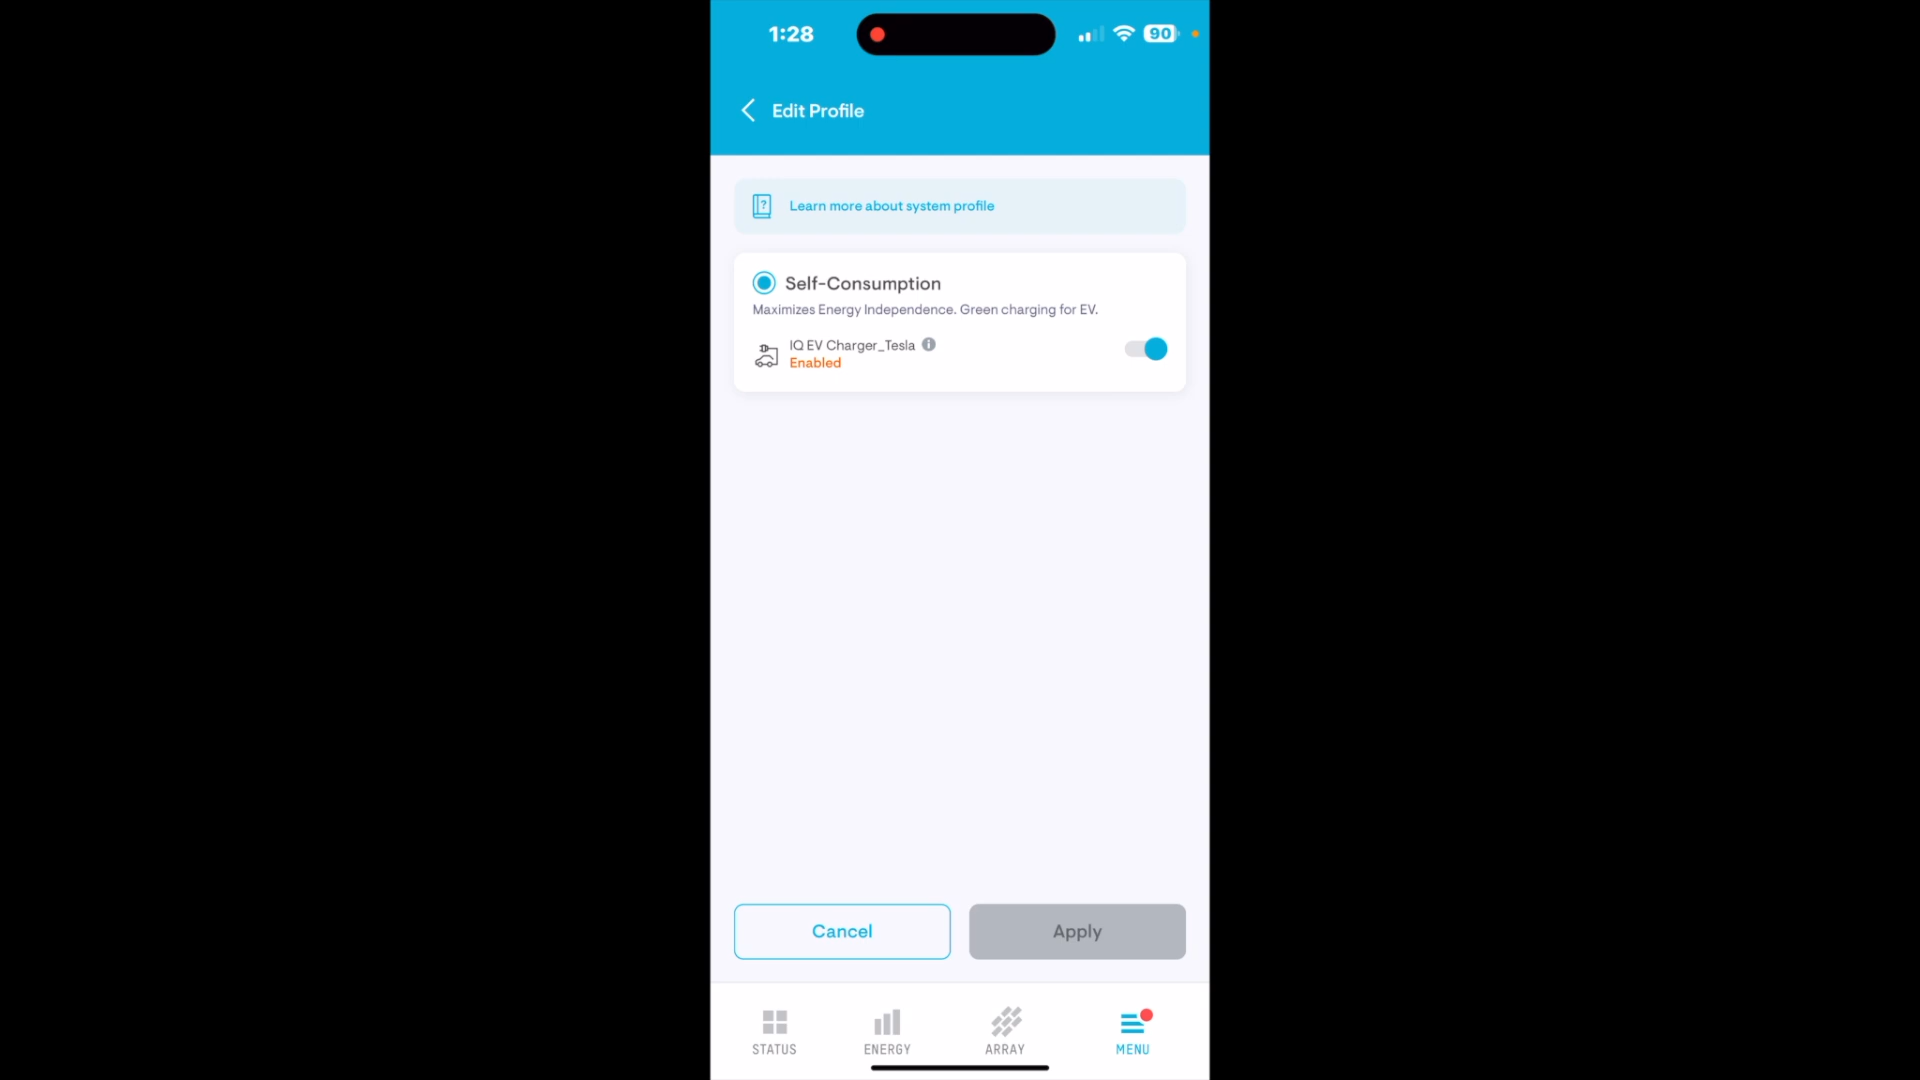 1:28
90
Edit Profile
?
Learn more about system profile
Self-Consumption
Maximizes Energy Independence. Green charging for EV.
IQ EV Charger_Tesla i
Enabled
Cancel
Apply
STATUS
ENERGY
ARRAY
MENU